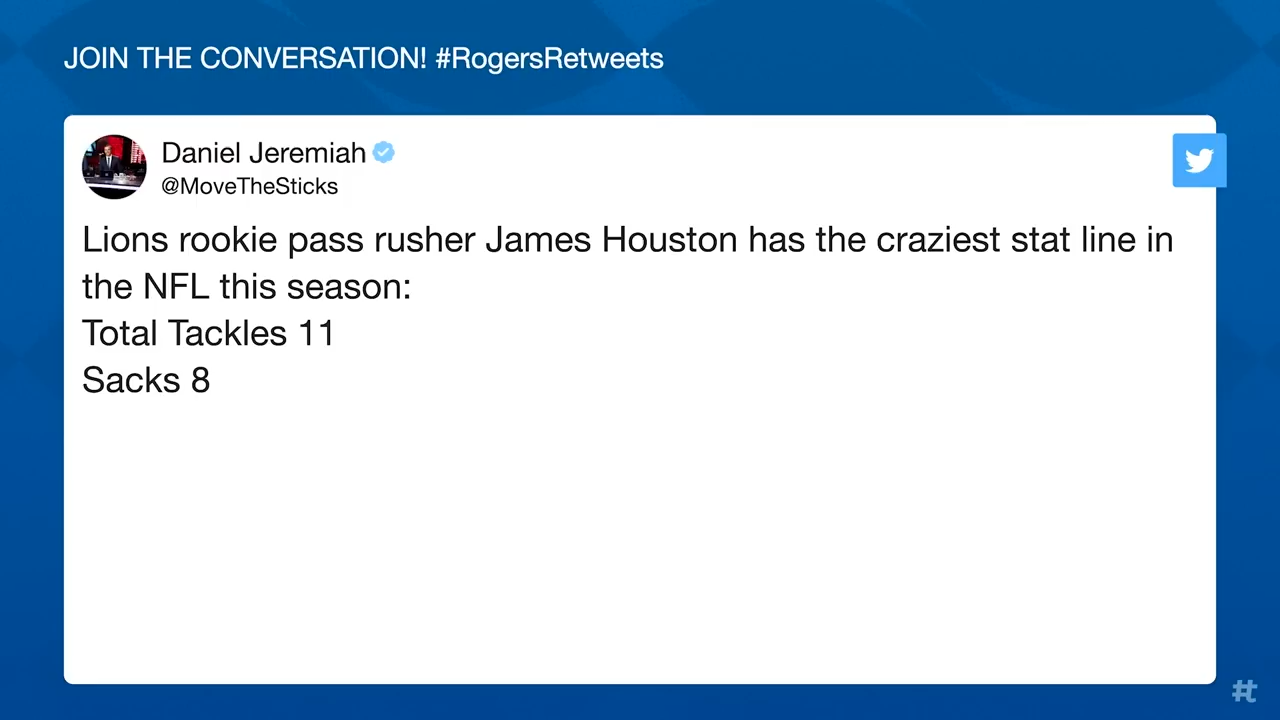 JOIN THE CONVERSATION! #RogersRetweets
Daniel Jeremiah
@MoveTheSticks
Lions rookie pass rusher James Houston has the craziest stat line in
the NFL this season:
Total Tackles 11
Sacks 8